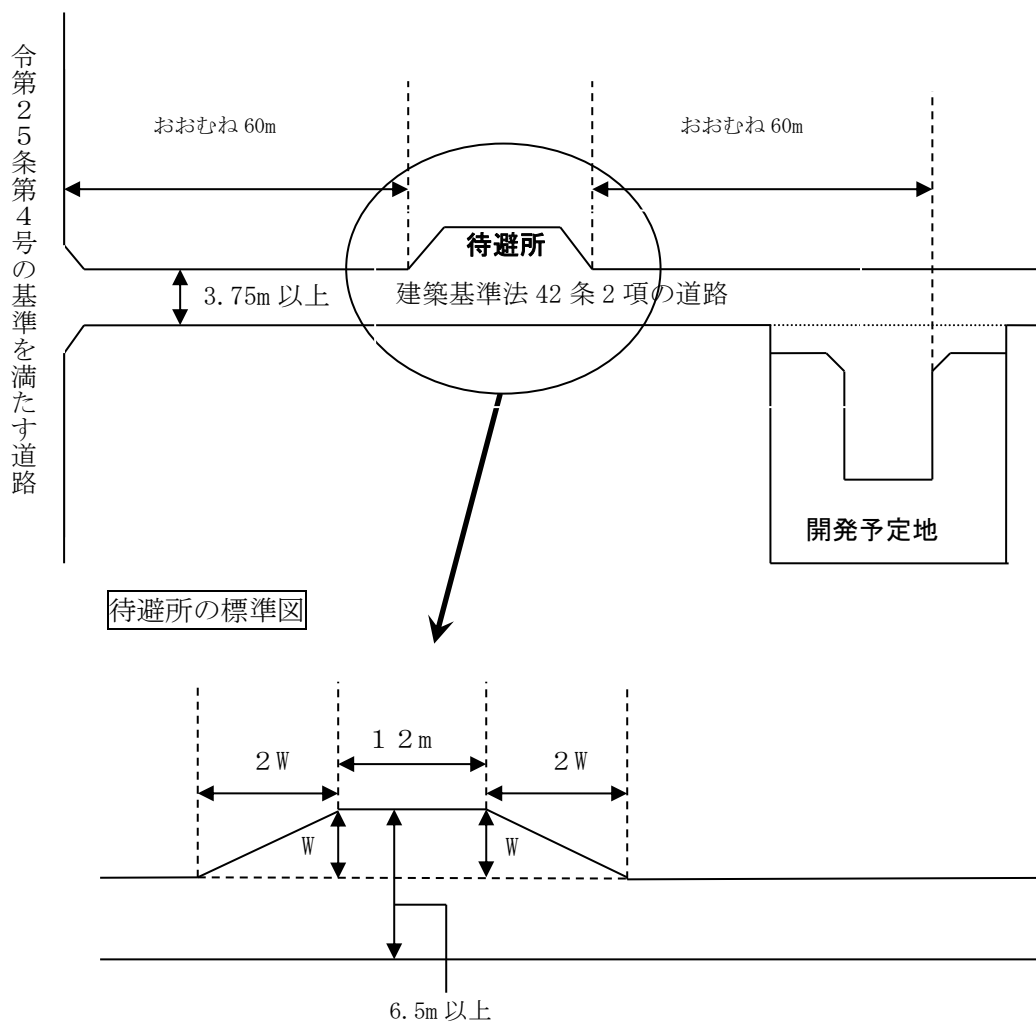 令第２５条第４号の基準を満たす道路
おおむね 60m
おおむね 60m
待避所
3.75m 以上
建築基準法 42 条 2 項の道路
開発予定地
待避所の標準図
１２m
２W
２W
W
W
6.5m 以上